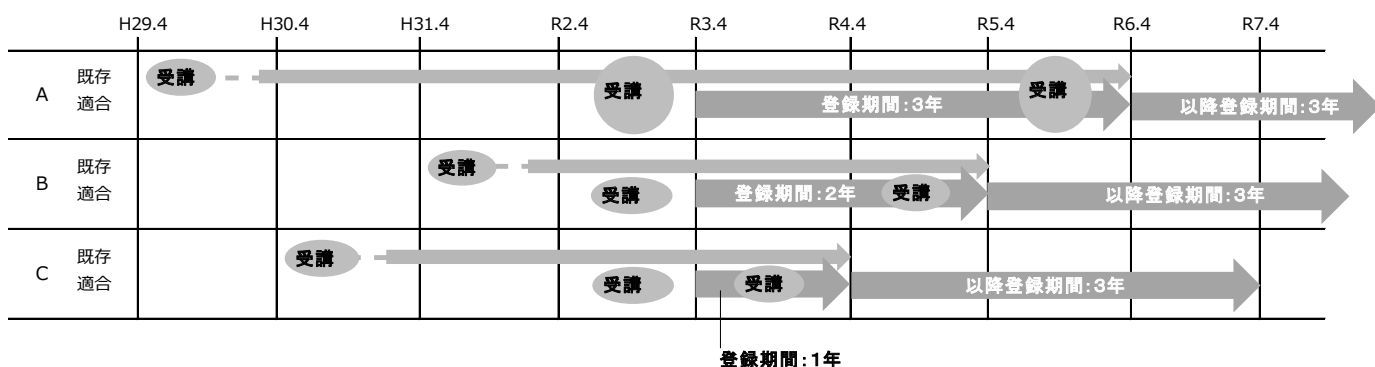 H29.4 H30.4 H31.4 R2.4 R3.4 R4.4 R5.4 R6.4 R7.4
A
既存 受講 受講 受講
適合 登録期間:3年 以降登録期間:3年
B
既存 受講
適合 受講 登録期間:2年 受講 以降登録期間:3年
C
既存 受講
適合 受講 受講 以降登録期間:3年
登録期間:1年